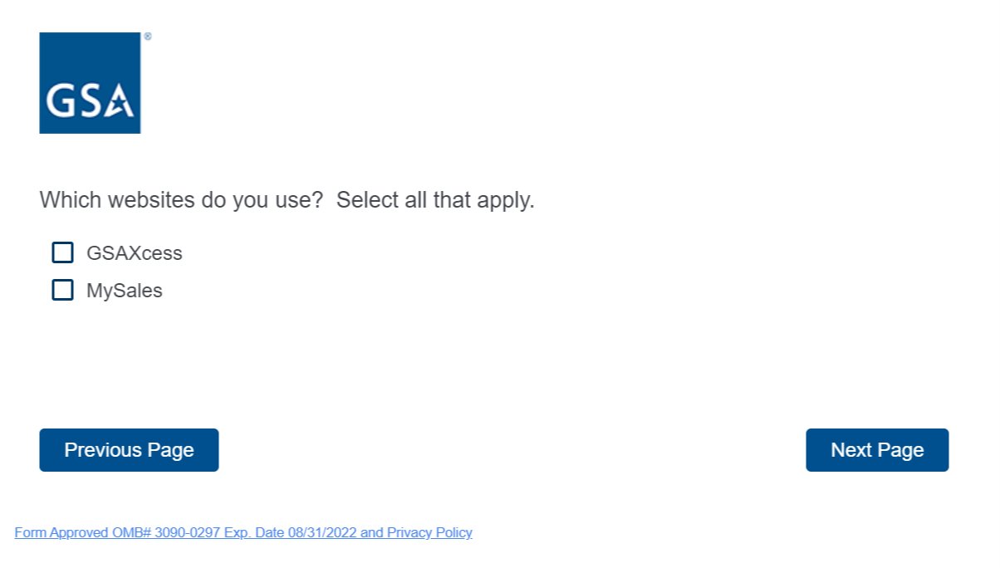 ®
GSA
Which websites do you use?  Select all that apply.
GSAXcess
MySales
Previous Page
Next Page
Form Approved OMB# 3090-0297 Exp. Date 08/31/2022 and Privacy Policy